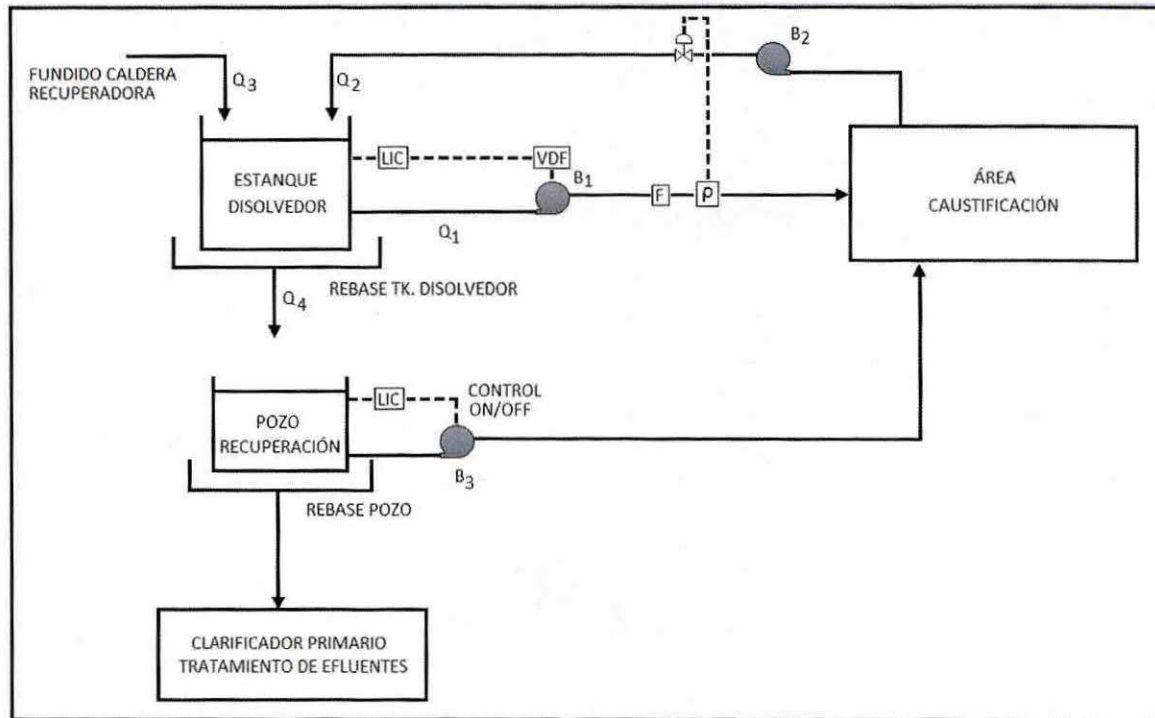 FUNDIDO CALDERA
RECUPERADORA
Q3
Q2
B2
ESTANQUE
DISOLVEDOR
LIC
VDF
B1
F
ρ
ÁREA
CAUSTIFICACIÓN
Q1
REBASE TK. DISOLVEDOR
Q4
POZO
RECUPERACIÓN
LIC
CONTROL
ON/OFF
B3
REBASE POZO
CLARIFICADOR PRIMARIO
TRATAMIENTO DE EFLUENTES